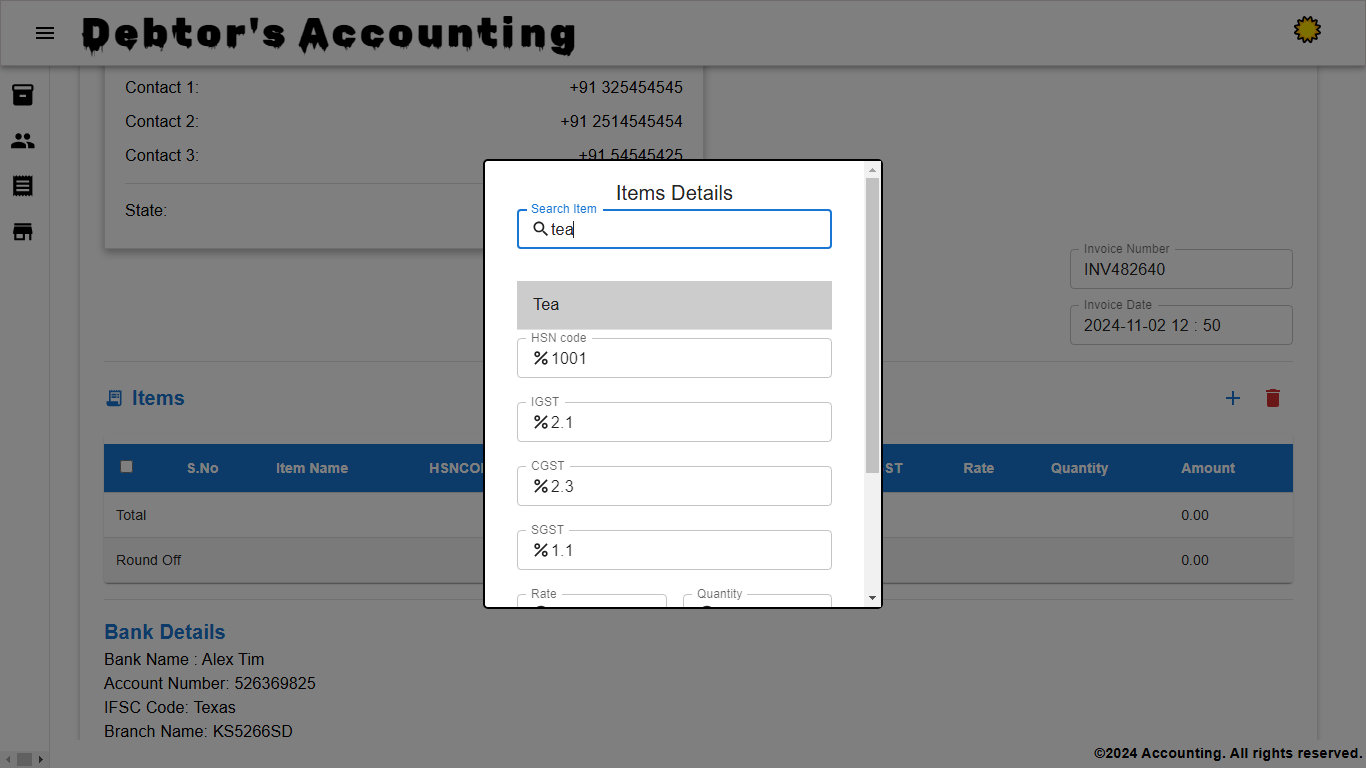 Debtor's Accounting
Contact 1: +91 325454545
Contact 2: +91 2514545454
Contact 3: +91 54545425
State:
Items Details
Search Item
tea
Tea
HSN code
%1001
IGST
%2.1
CGST
%2.3
SGST
%1.1
Rate Quantity
Invoice Number
INV482640
Invoice Date
2024-11-02 12 : 50
Items
S.No Item Name HSNCO ST Rate Quantity Amount
Total 0.00
Round Off 0.00
Bank Details
Bank Name : Alex Tim
Account Number: 526369825
IFSC Code: Texas
Branch Name: KS5266SD
©2024 Accounting. All rights reserved.